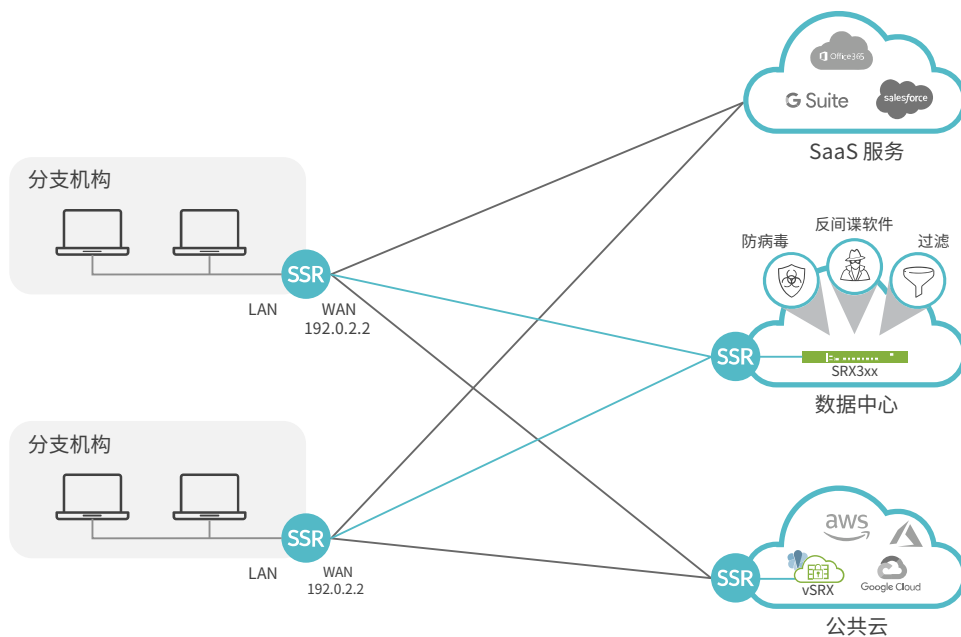 Office 365
G Suite
salesforce
SaaS 服务
分支机构
SSR
LAN
WAN
192.0.2.2
反间谍软件
防病毒
过滤
SSR
SRX3xx
数据中心
分支机构
SSR
LAN
WAN
192.0.2.2
aws
SSR
vSRX
Google Cloud
公共云